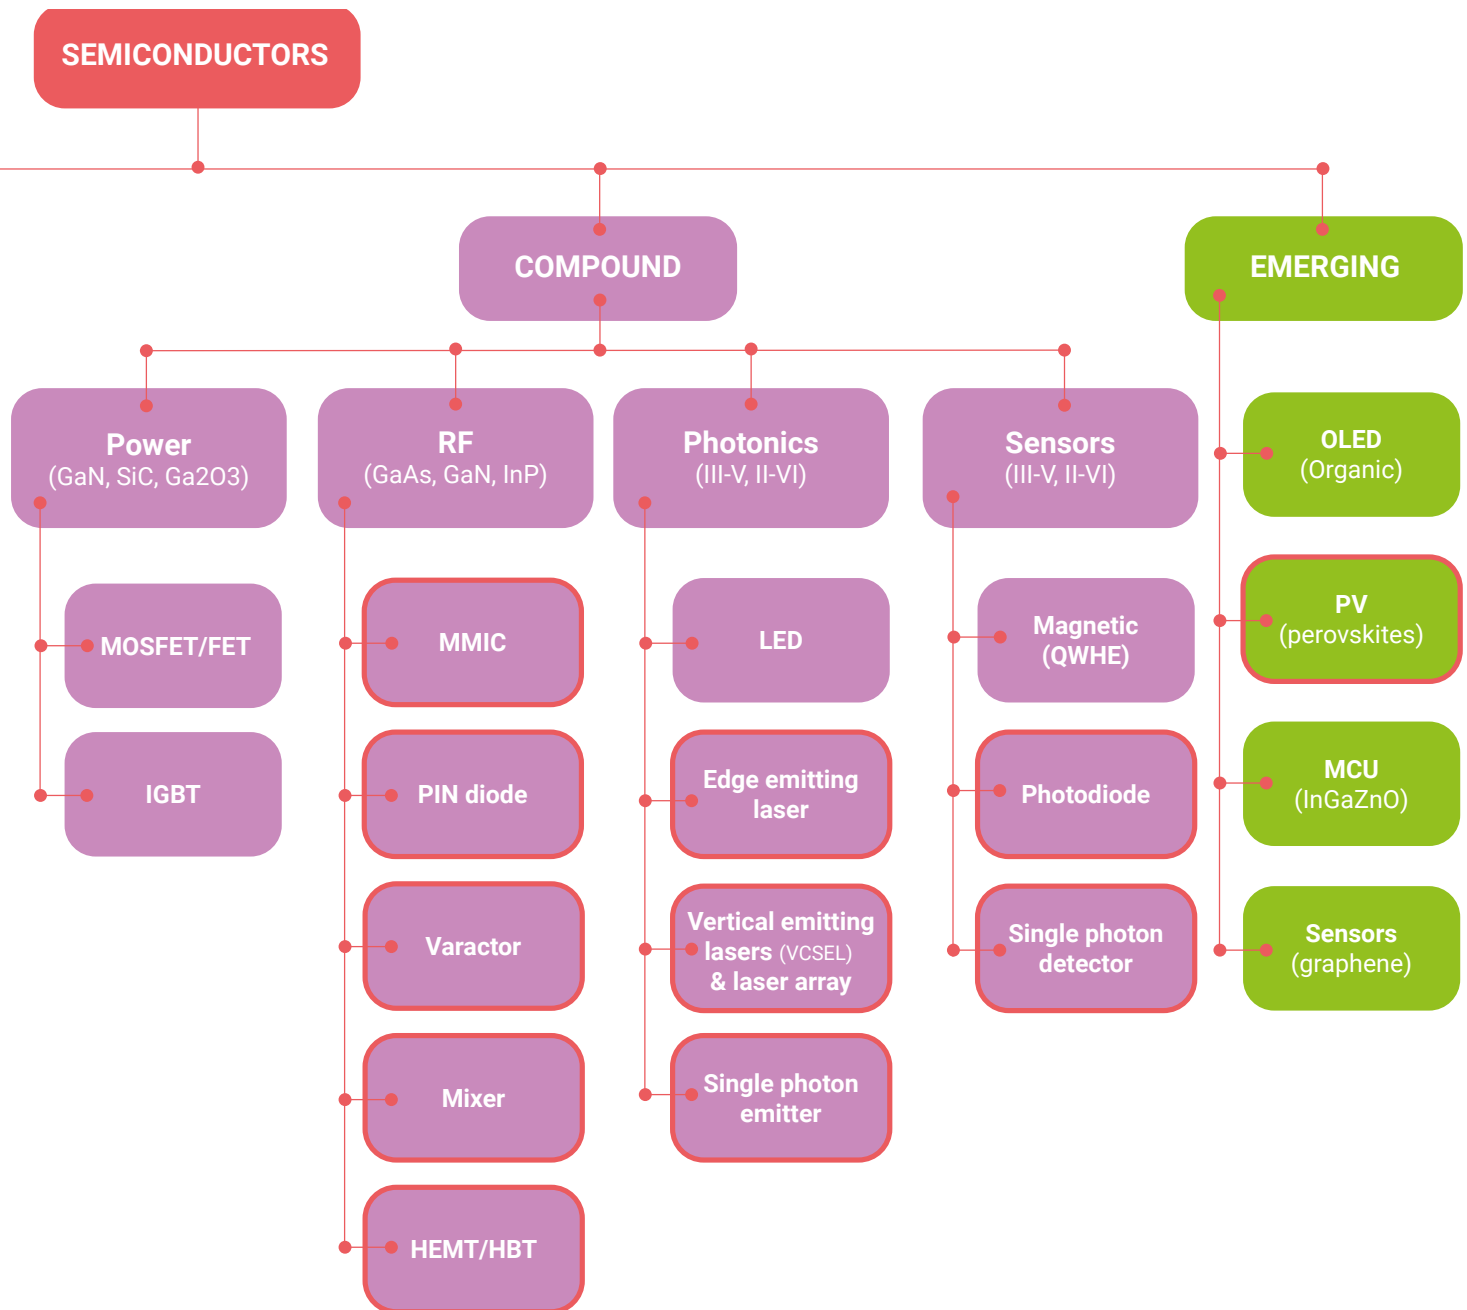 SEMICONDUCTORS
COMPOUND
EMERGING
Power
(GaN, SiC, Ga2O3)
MOSFET/FET
IGBT
RF
(GaAs, GaN, InP)
MMIC
PIN diode
Varactor
Mixer
HEMT/HBT
Photonics
(III-V, II-VI)
LED
Edge emitting
laser
Vertical emitting
lasers (VCSEL)
& laser array
Single photon
emitter
Sensors
(III-V, II-VI)
Magnetic
(QWHE)
Photodiode
Single photon
detector
OLED
(Organic)
PV
(perovskites)
MCU
(InGaZnO)
Sensors
(graphene)